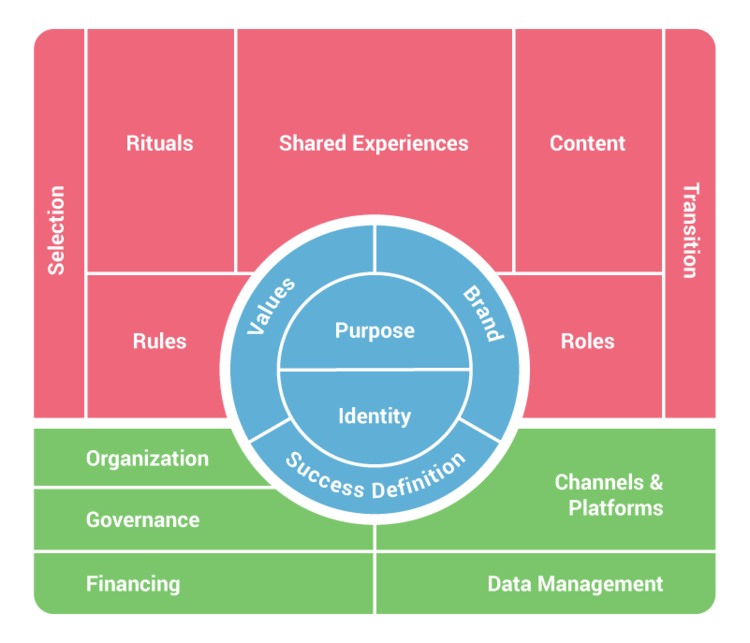 Selection
Rituals
Shared Experiences
Content
Transition
Rules
Values
Brand
Roles
Purpose
Identity
Success Definition
Organization
Governance
Financing
Channels &
Platforms
Data Management